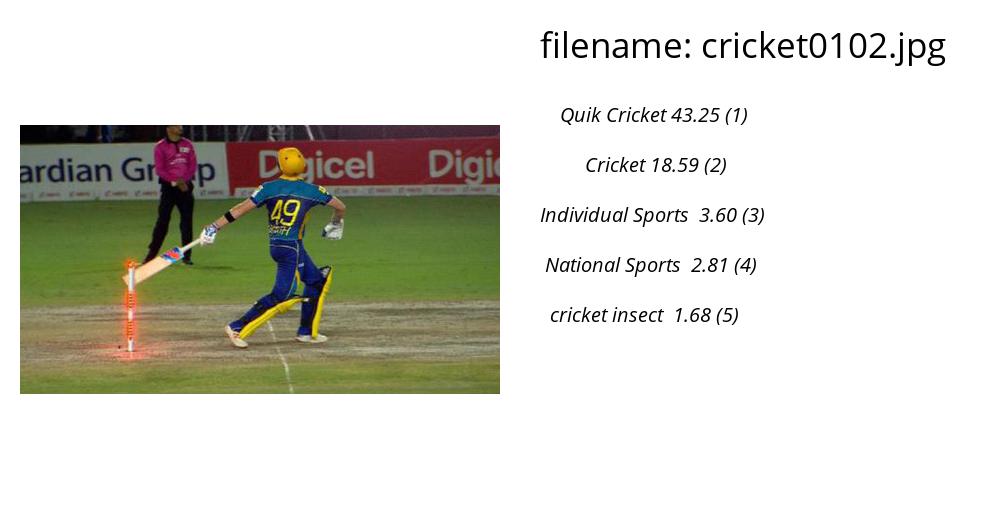 filename: cricket0102.jpg
Quik Cricket 43.25 (1)
Cricket 18.59 (2)
Individual Sports 3.60 (3)
National Sports 2.81 (4)
cricket insect 1.68 (5)
ardian Group
Digicel
Digic
49